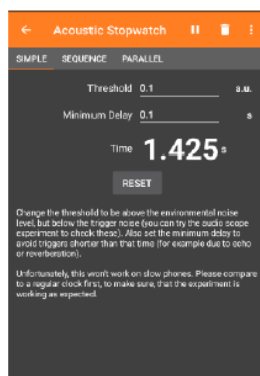 Acoustic Stopwatch
SIMPLE SEQUENCE PARALLEL
Threshold 0.1 a.u.
Minimum Delay 0.1 s
Time 1.425 s
RESET
Change the threshold to be above the environmental noise
level, but below the trigger noise (you can try the audio scope
experiment to check these). Also set the minimum delay to
avoid triggers shorter than that time (for example due to echo
or reverberation).
Unfortunately, this won't work on slow phones. Please compare
to a regular clock first, to make sure, that the experiment is
working as expected.